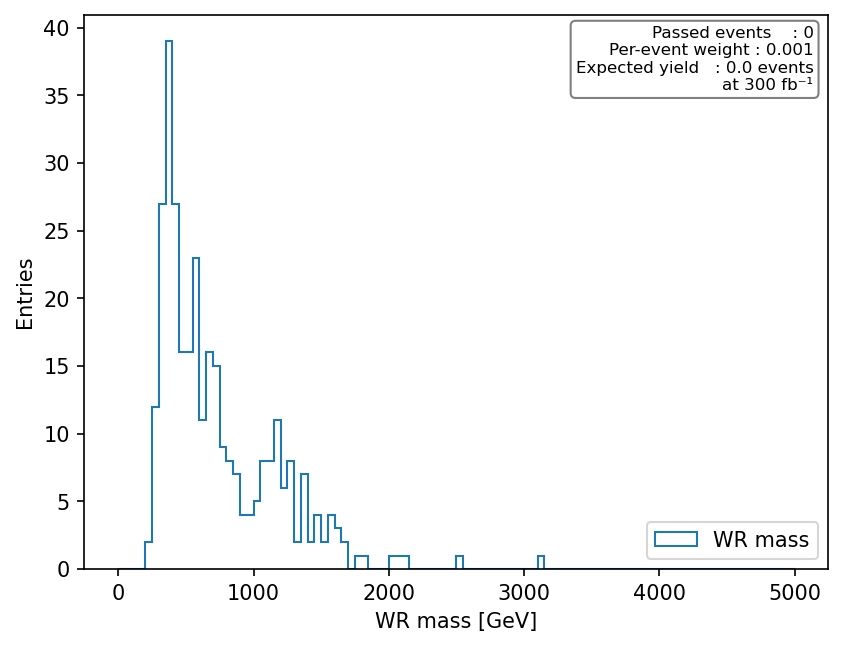 Passed events    : 0
Per-event weight : 0.001
Expected yield   : 0.0 events
at 300 fb⁻¹
40
35
30
25
20
15
10
5
0
Entries
WR mass
0 1000 2000 3000 4000 5000
WR mass [GeV]